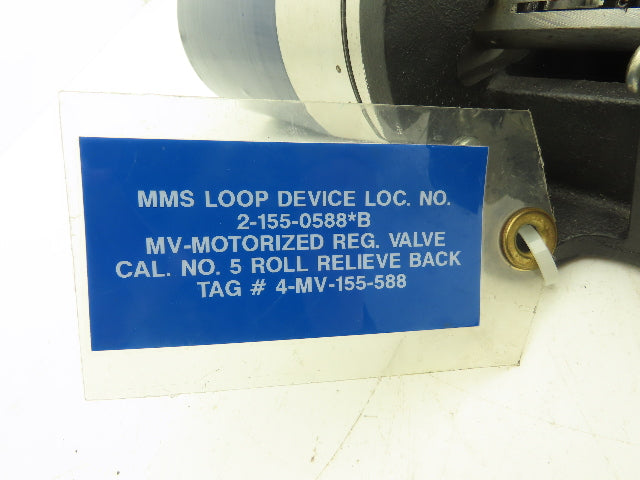 MMS LOOP DEVICE LOC. NO.
2-155-0588*B
MV-MOTORIZED REG. VALVE
CAL. NO. 5 ROLL RELIEVE BACK
TAG # 4-MV-155-588